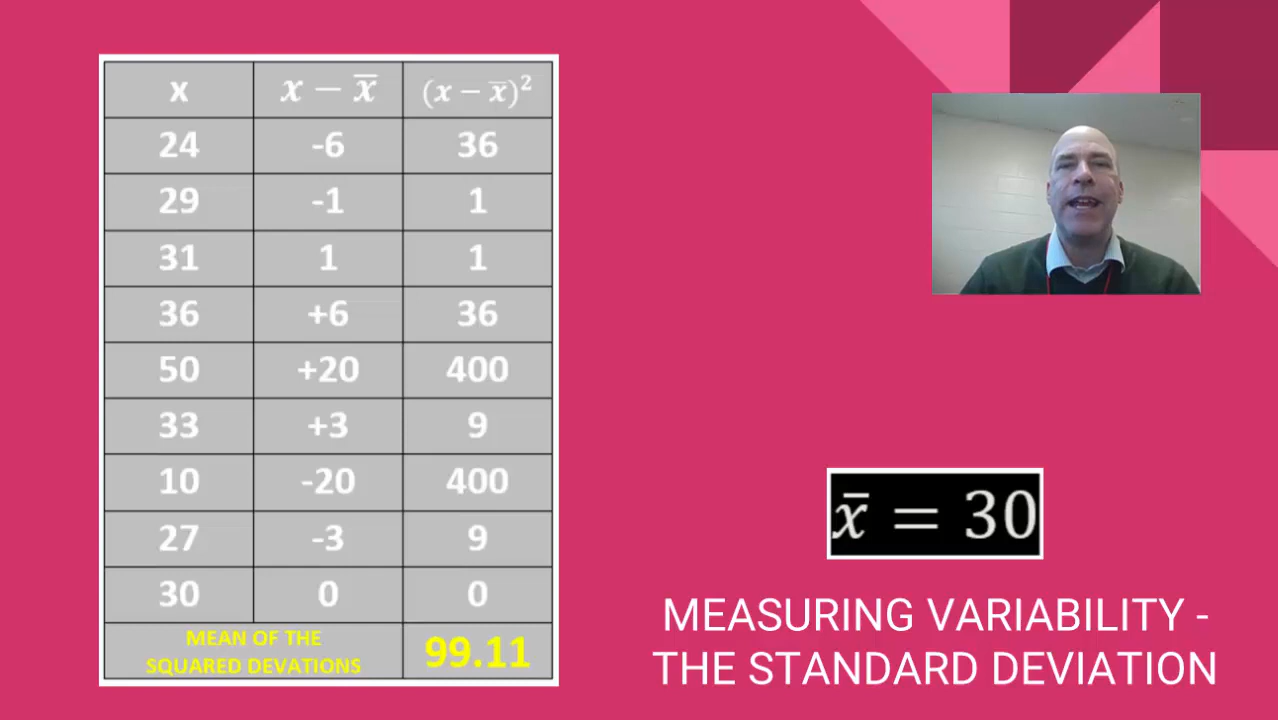 x x − x̄ (x − x̄)²
24 -6 36
29 -1 1
31 1 1
36 +6 36
50 +20 400
33 +3 9
10 -20 400
27 -3 9
30 0 0
MEAN OF THE
SQUARED DEVATIONS 99.11
x̄ = 30
MEASURING VARIABILITY -
THE STANDARD DEVIATION